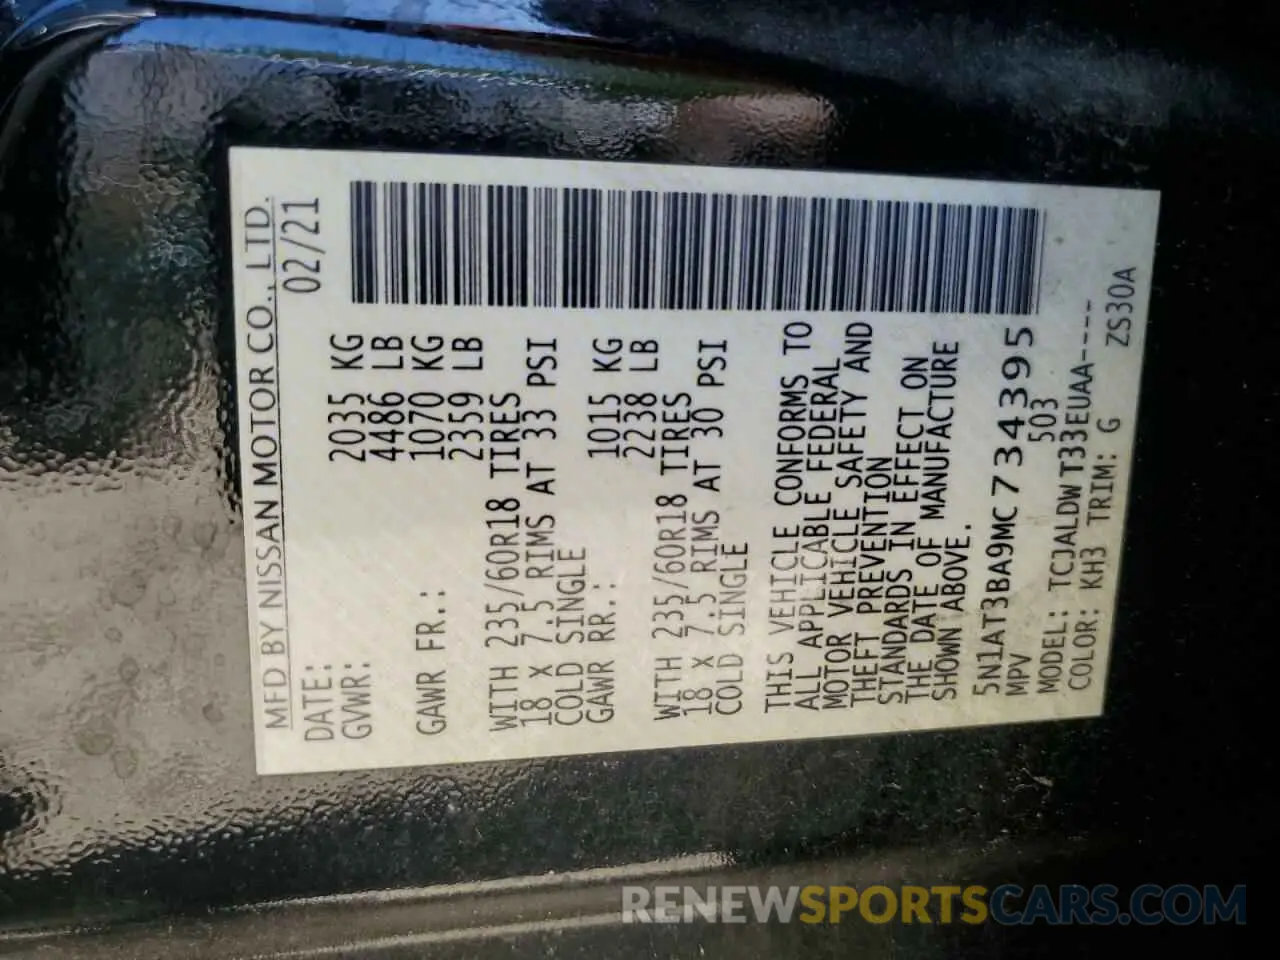 MFD BY NISSAN MOTOR CO., LTD.
DATE: 02/21
GVWR: 2035 KG
4486 LB
GAWR FR.: 1070 KG
2359 LB
WITH 235/60R18 TIRES
18 X 7.5 RIMS AT 33 PSI
COLD SINGLE
GAWR RR.: 1015 KG
2238 LB
WITH 235/60R18 TIRES
18 X 7.5 RIMS AT 30 PSI
COLD SINGLE
THIS VEHICLE CONFORMS TO
ALL APPLICABLE FEDERAL
MOTOR VEHICLE SAFETY AND
THEFT PREVENTION
STANDARDS IN EFFECT ON
THE DATE OF MANUFACTURE
SHOWN ABOVE.
5N1AT3BA9MC734395
MPV 503
MODEL: TCJALDW T33EUAA----
COLOR: KH3 TRIM: G ZS30A
RENEWSPORTSCARS.COM